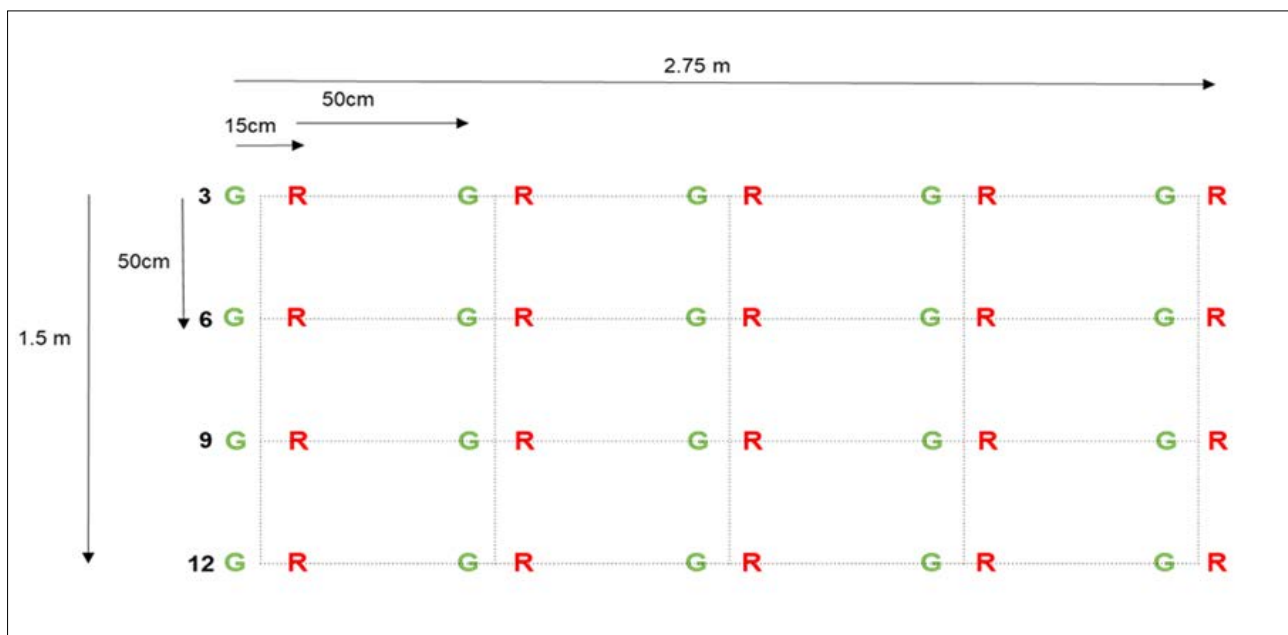 2.75 m
50cm
15cm
3 G R G R G R G R G R
50cm
6 G R G R G R G R G R
1.5 m
9 G R G R G R G R G R
12 G R G R G R G R G R